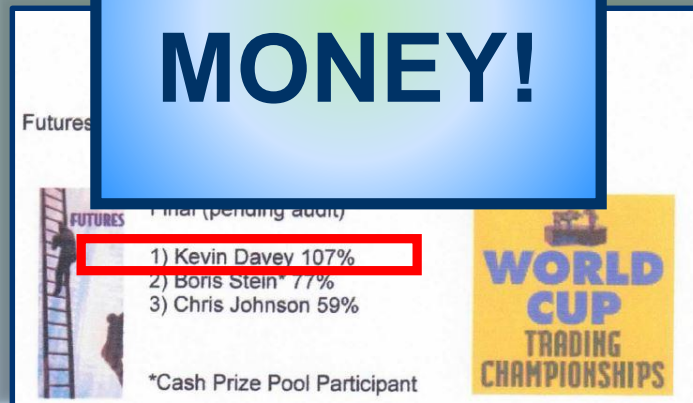 MONEY!
Futures
FUTURES
Final (pending audit)
1) Kevin Davey 107%
2) Boris Stein* 77%
3) Chris Johnson 59%
*Cash Prize Pool Participant
WORLD
CUP
TRADING
CHAMPIONSHIPS